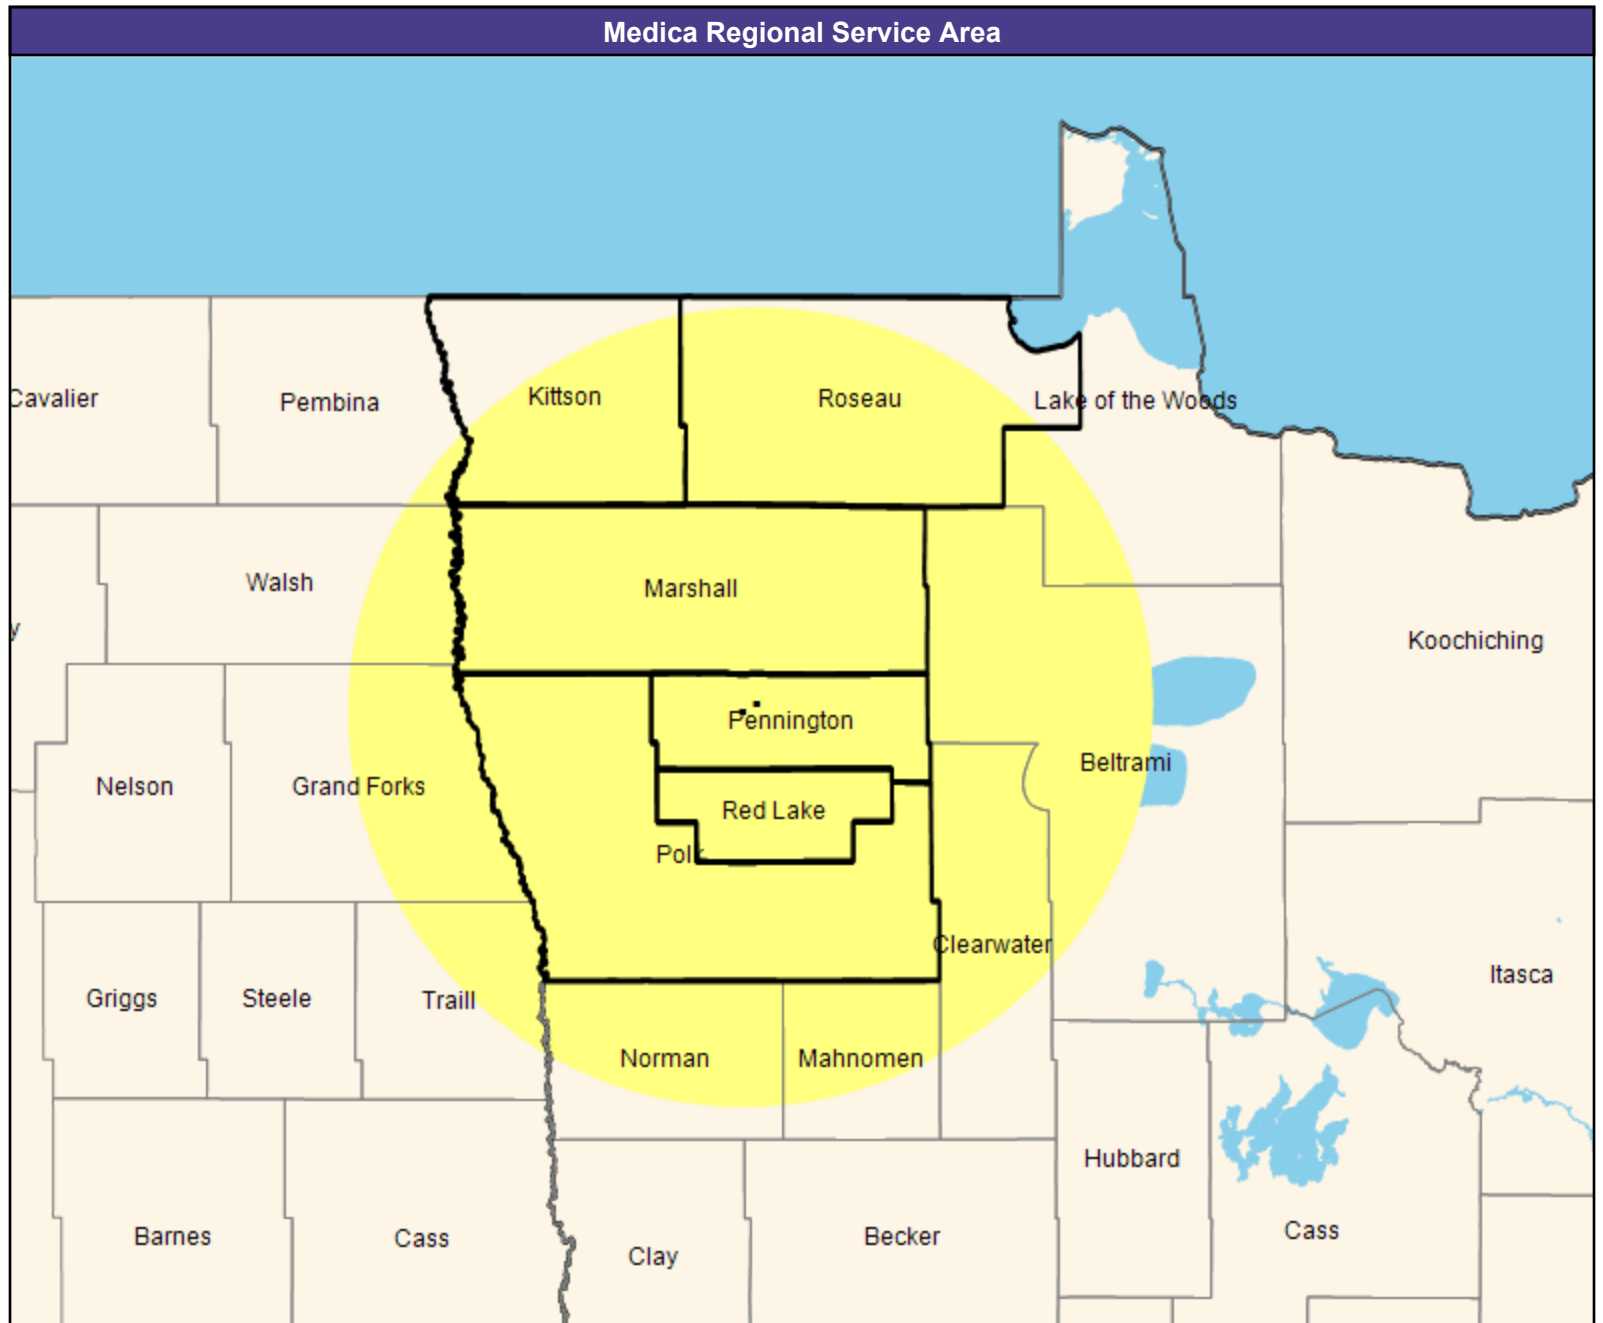 Medica Regional Service Area
Kittson
Roseau
Cavalier
Pembina
Lake of the Woods
Walsh
Marshall
y
Koochiching
Pennington
Beltrami
Nelson
Grand Forks
Red Lake
Polk
Clearwater
Itasca
Griggs
Steele
Traill
Norman
Mahnomen
Hubbard
Barnes
Cass
Clay
Becker
Cass